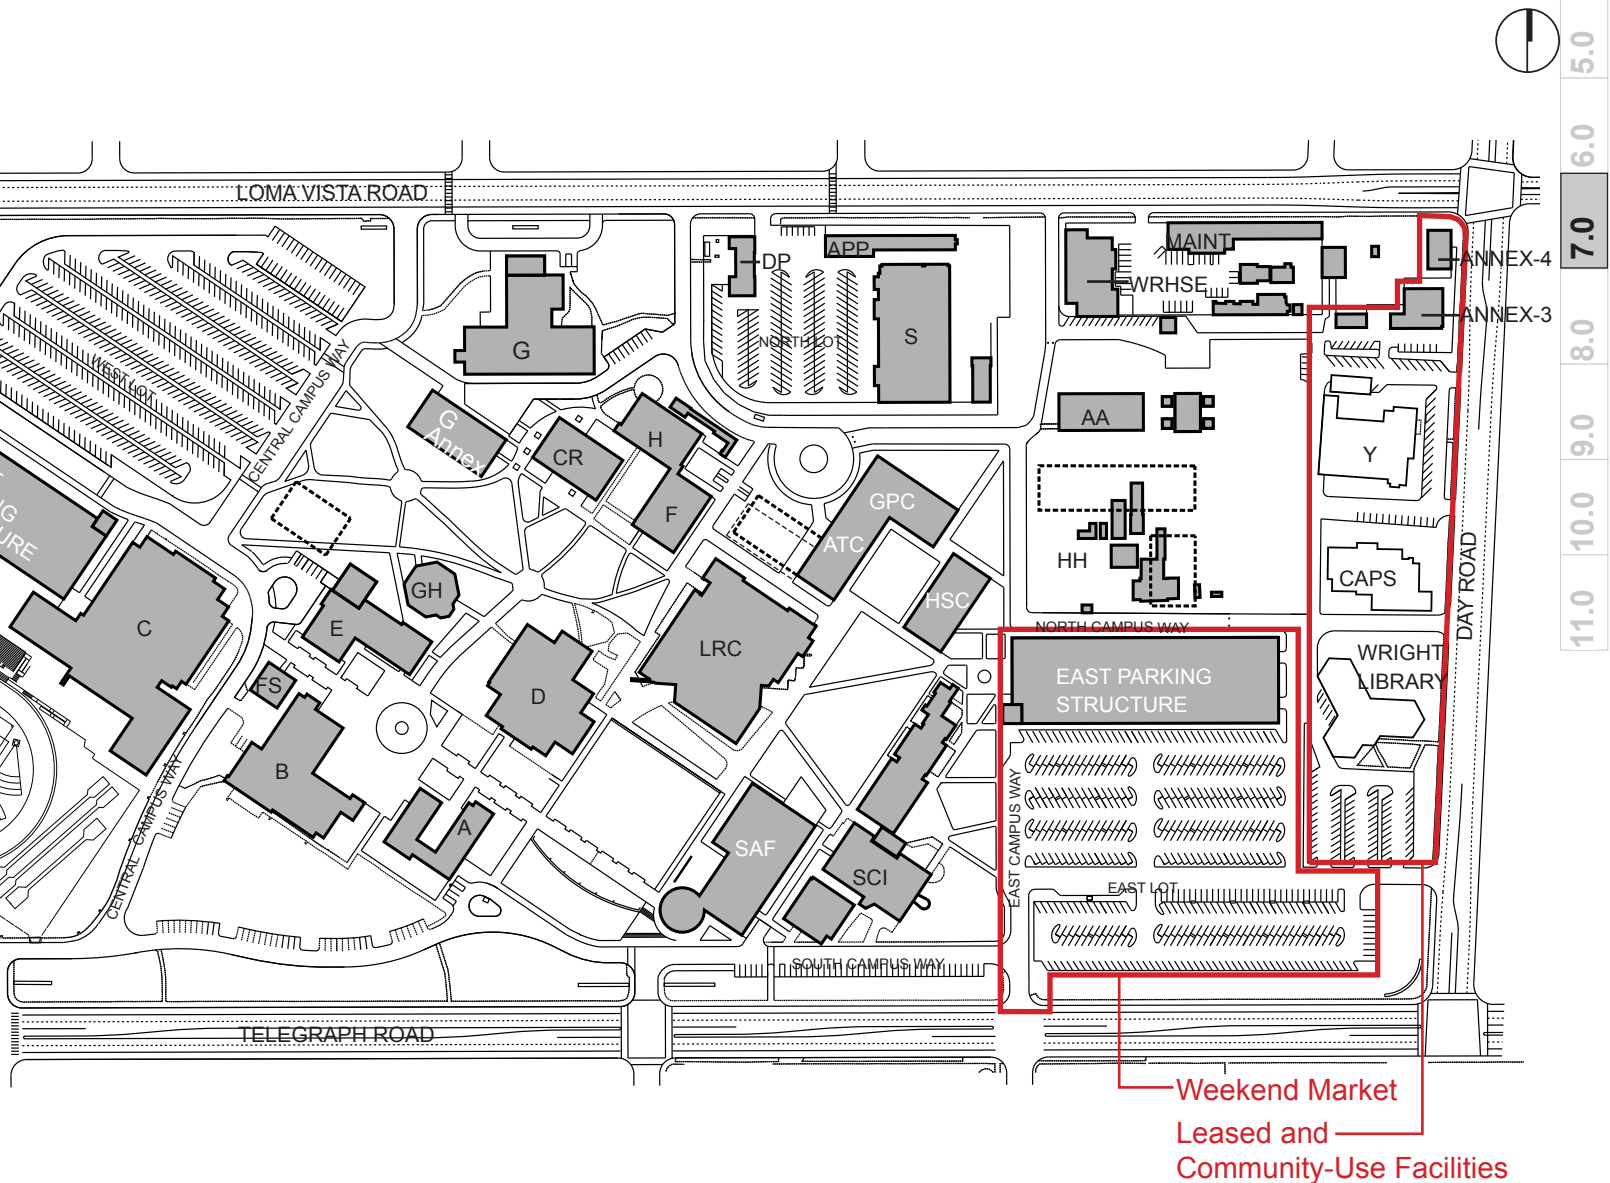 5.0
6.0
7.0
8.0
9.0
10.0
11.0
LOMA VISTA ROAD
DP
APP
MAINT
WRHSE
ANNEX-4
ANNEX-3
G
NORTH LOT
S
WEST LOT
CENTRAL CAMPUS WAY
G
Annex
CR
H
F
AA
Y
GPC
ATC
HSC
HH
CAPS
DAY ROAD
NG
URE
GH
C
E
FS
B
D
LRC
A
SAF
SCI
NORTH CAMPUS WAY
EAST PARKING
STRUCTURE
WRIGHT
LIBRARY
EAST CAMPUS WAY
EAST LOT
CENTRAL CAMPUS WAY
SOUTH CAMPUS WAY
TELEGRAPH ROAD
Weekend Market
Leased and
Community-Use Facilities